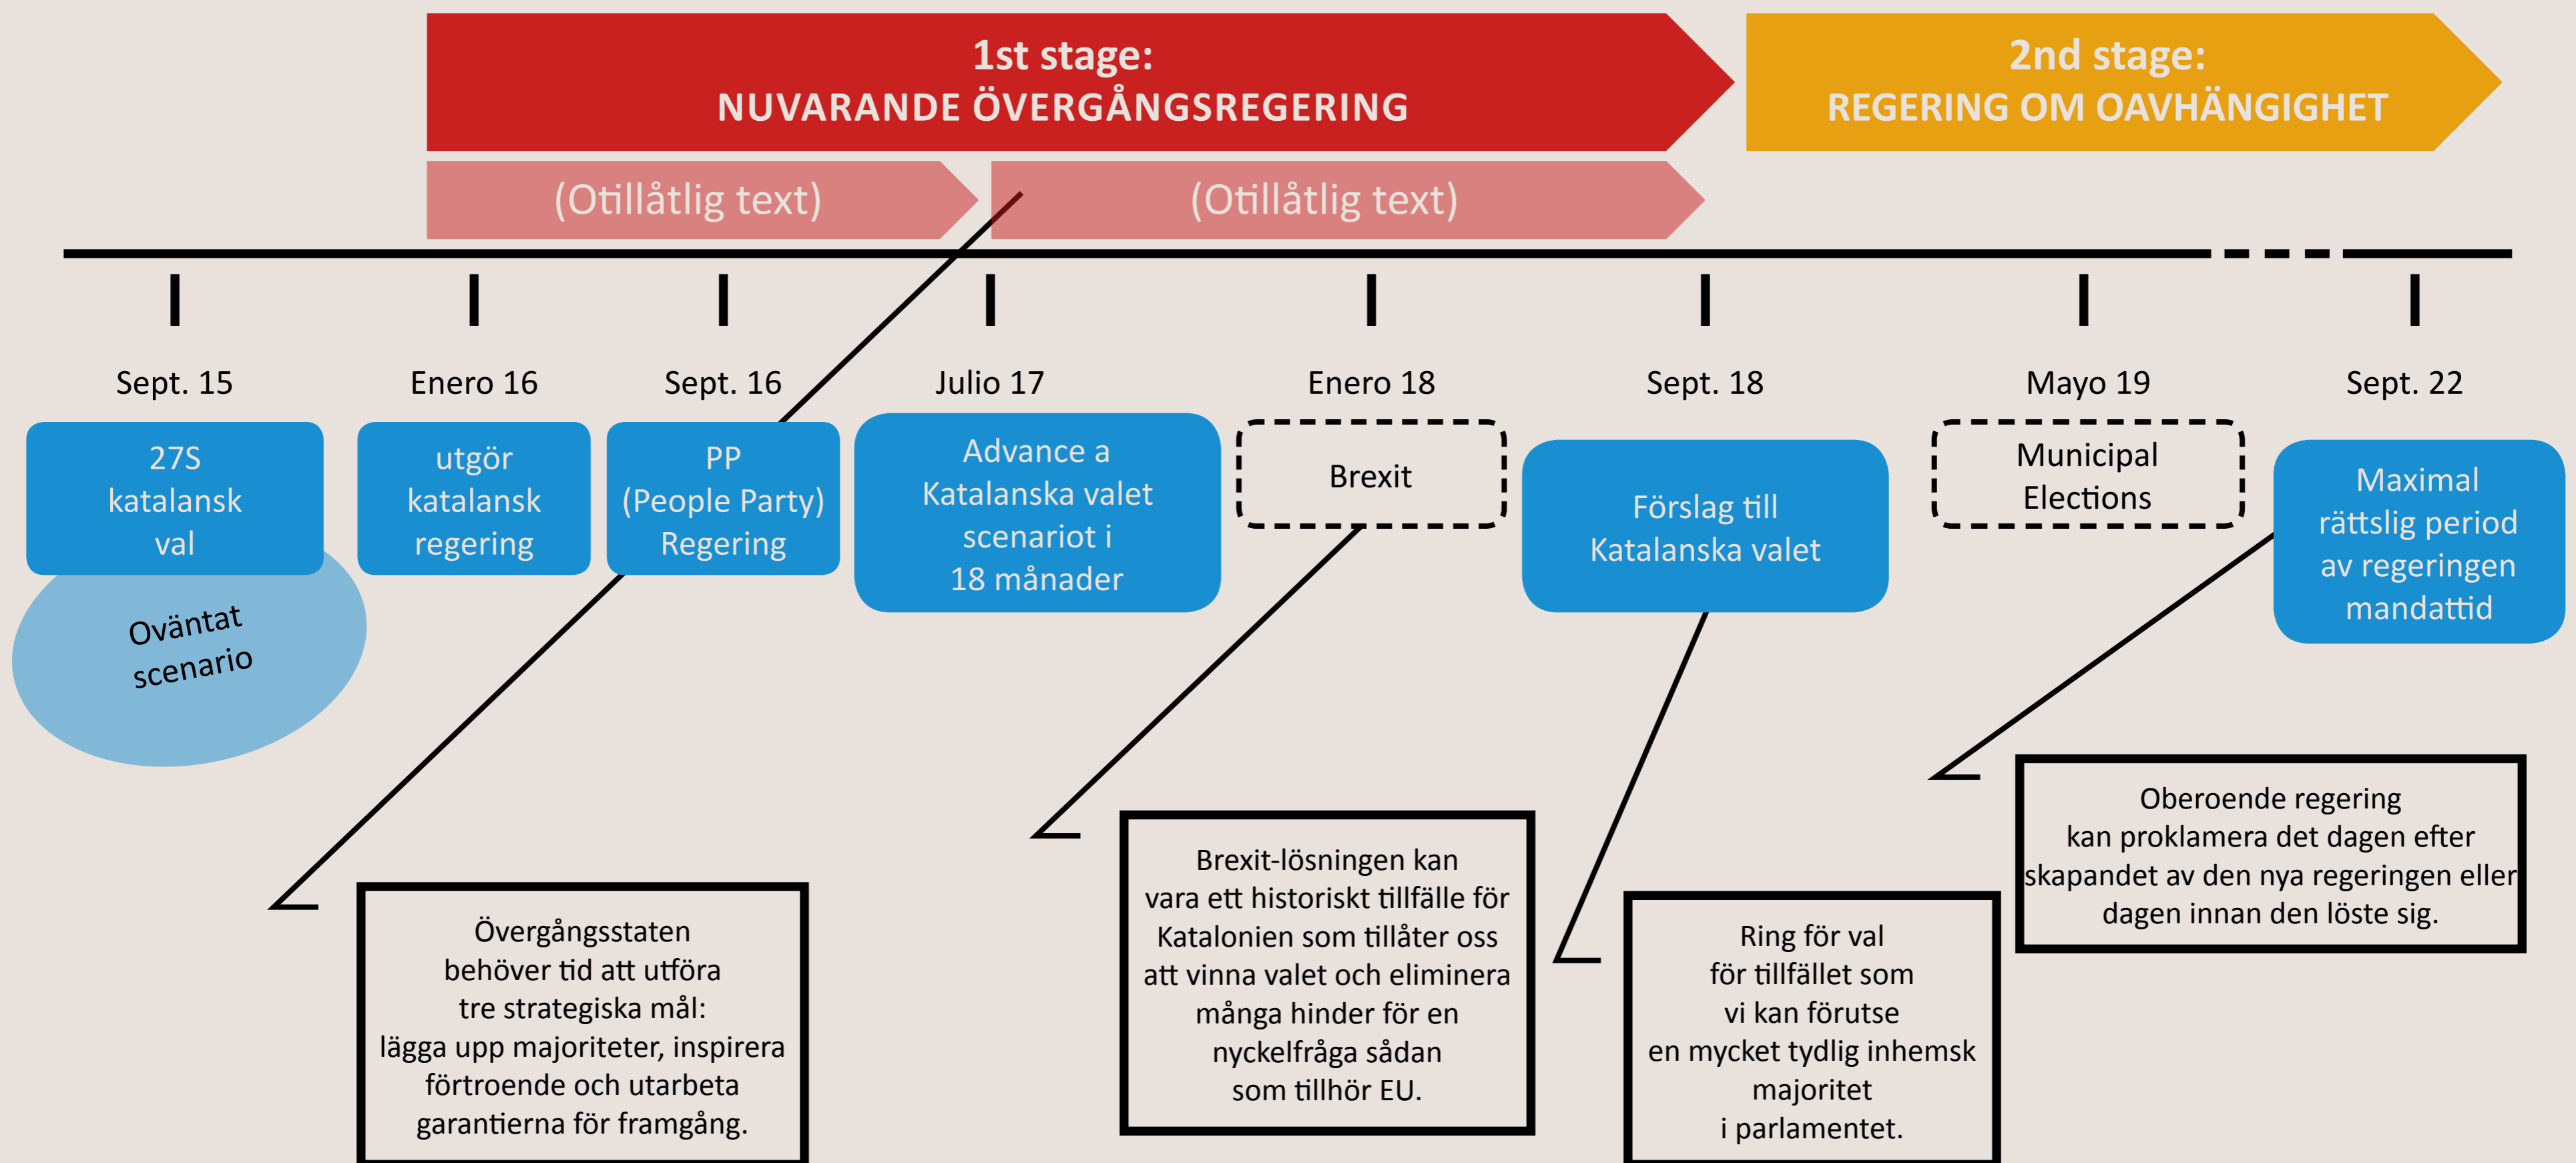 1st stage:
NUVARANDE ÖVERGÅNGSREGERING
2nd stage:
REGERING OM OAVHÄNGIGHET
(Otillåtlig text)
(Otillåtlig text)
Sept. 15
Enero 16
Sept. 16
Julio 17
Enero 18
Sept. 18
Mayo 19
Sept. 22
27S
katalansk
val
utgör
katalansk
regering
PP
(People Party)
Regering
Advance a
Katalanska valet
scenariot i
18 månader
Brexit
Förslag till
Katalanska valet
Municipal
Elections
Maximal
rättslig period
av regeringen
mandattid
Oväntat
scenario
Övergångsstaten
behöver tid att utföra
tre strategiska mål:
lägga upp majoriteter, inspirera
förtroende och utarbeta
garantierna för framgång.
Brexit-lösningen kan
vara ett historiskt tillfälle för
Katalonien som tillåter oss
att vinna valet och eliminera
många hinder för en
nyckelfråga sådan
som tillhör EU.
Ring för val
för tillfället som
vi kan förutse
en mycket tydlig inhemsk
majoritet
i parlamentet.
Oberoende regering
kan proklamera det dagen efter
skapandet av den nya regeringen eller
dagen innan den löste sig.